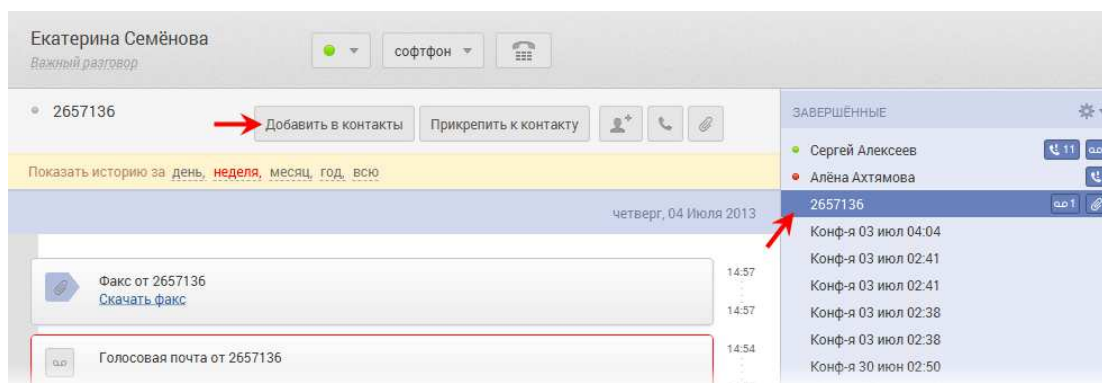 Екатерина Семёнова
Важный разговор
софтфон
2657136
Добавить в контакты
Прикрепить к контакту
Показать историю за день, неделя, месяц, год, всю
четверг, 04 Июля 2013
Факс от 2657136
Скачать факс
14:57
14:57
Голосовая почта от 2657136
14:54
ЗАВЕРШЁННЫЕ
Сергей Алексеев 11
Алёна Ахтямова
2657136 1
Конф-я 03 июл 04:04
Конф-я 03 июл 02:41
Конф-я 03 июл 02:41
Конф-я 03 июл 02:38
Конф-я 03 июл 02:38
Конф-я 30 июн 02:50